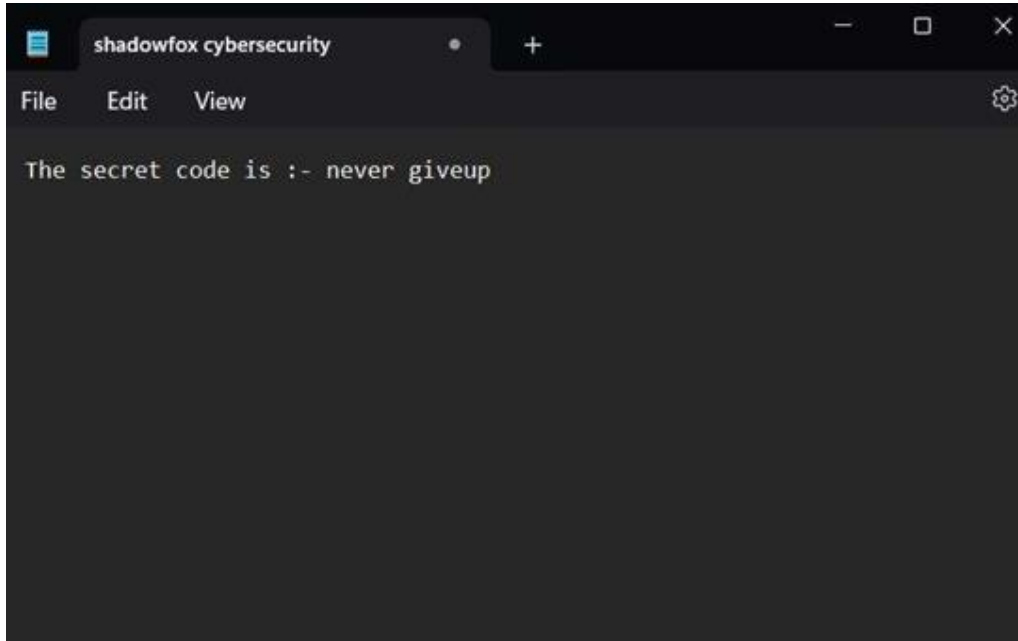 shadowfox cybersecurity
File Edit View
The secret code is :- never giveup